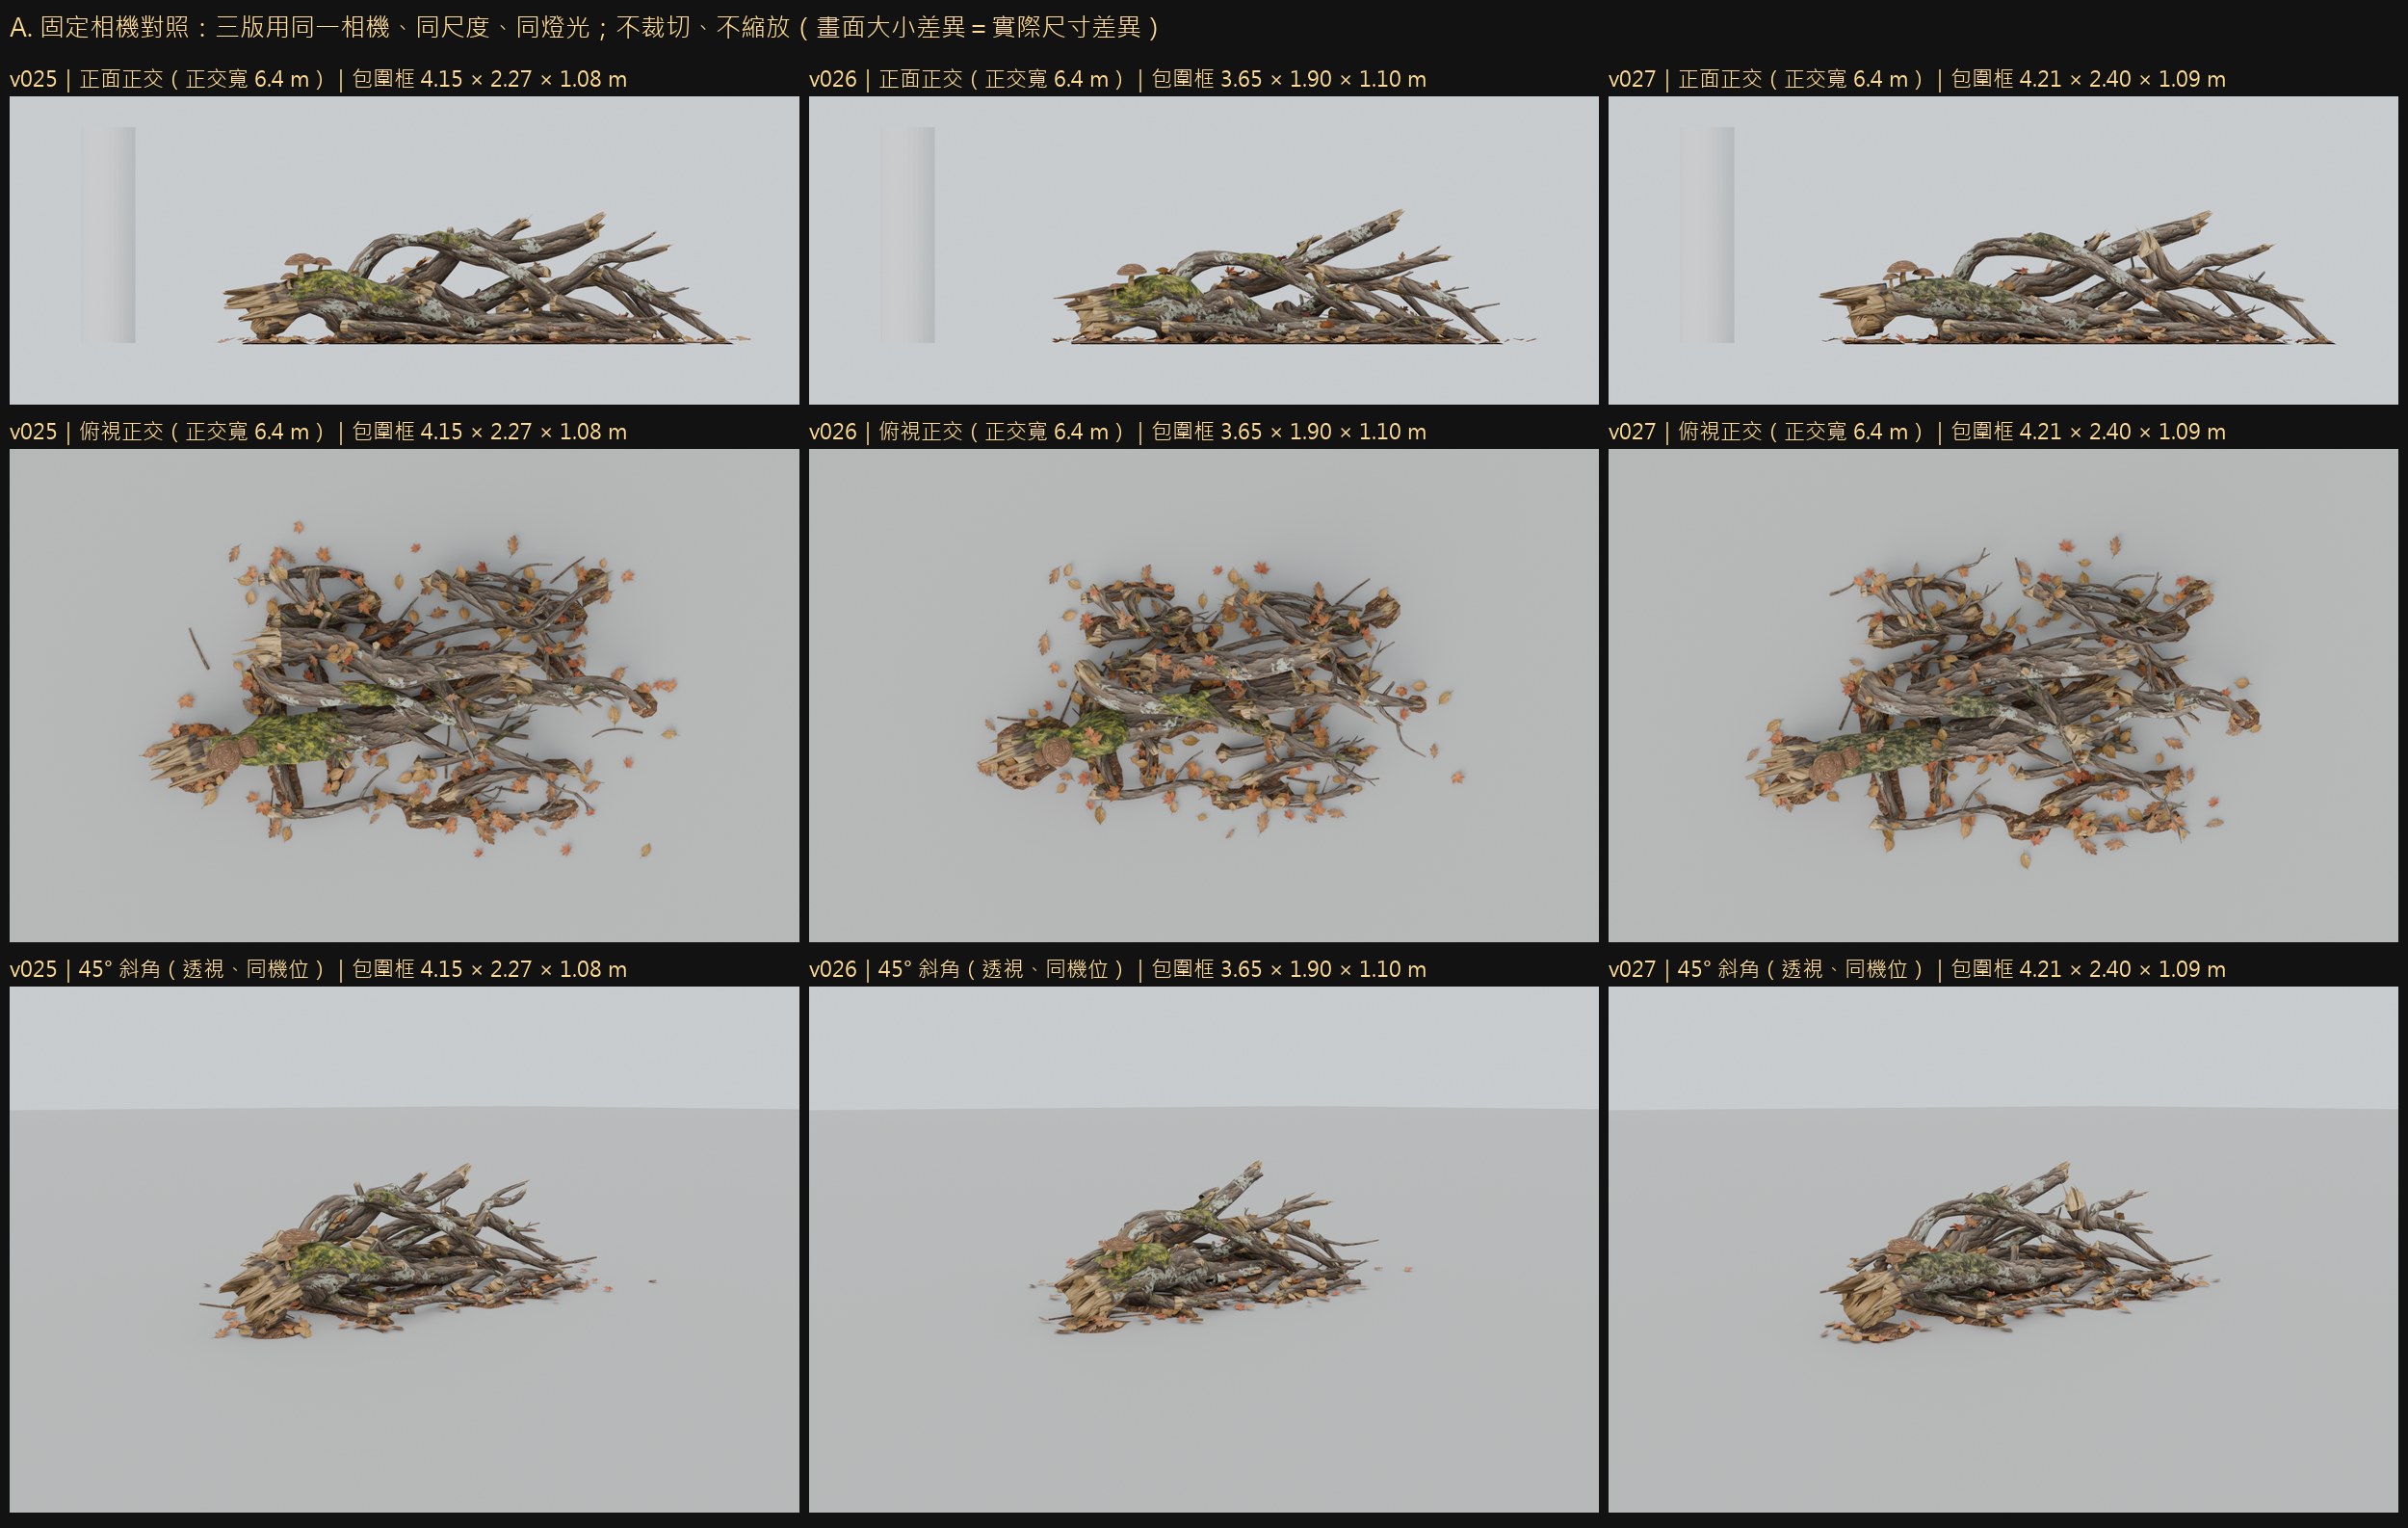 A. 固定相機對照：三版用同一相機、同尺度、同燈光；不裁切、不縮放（畫面大小差異＝實際尺寸差異）
v025 | 正面正交（正交寬 6.4 m） | 包圍框 4.15 × 2.27 × 1.08 m
v026 | 正面正交（正交寬 6.4 m） | 包圍框 3.65 × 1.90 × 1.10 m
v027 | 正面正交（正交寬 6.4 m） | 包圍框 4.21 × 2.40 × 1.09 m
v025 | 俯視正交（正交寬 6.4 m） | 包圍框 4.15 × 2.27 × 1.08 m
v026 | 俯視正交（正交寬 6.4 m） | 包圍框 3.65 × 1.90 × 1.10 m
v027 | 俯視正交（正交寬 6.4 m） | 包圍框 4.21 × 2.40 × 1.09 m
v025 | 45° 斜角（透視、同機位） | 包圍框 4.15 × 2.27 × 1.08 m
v026 | 45° 斜角（透視、同機位） | 包圍框 3.65 × 1.90 × 1.10 m
v027 | 45° 斜角（透視、同機位） | 包圍框 4.21 × 2.40 × 1.09 m